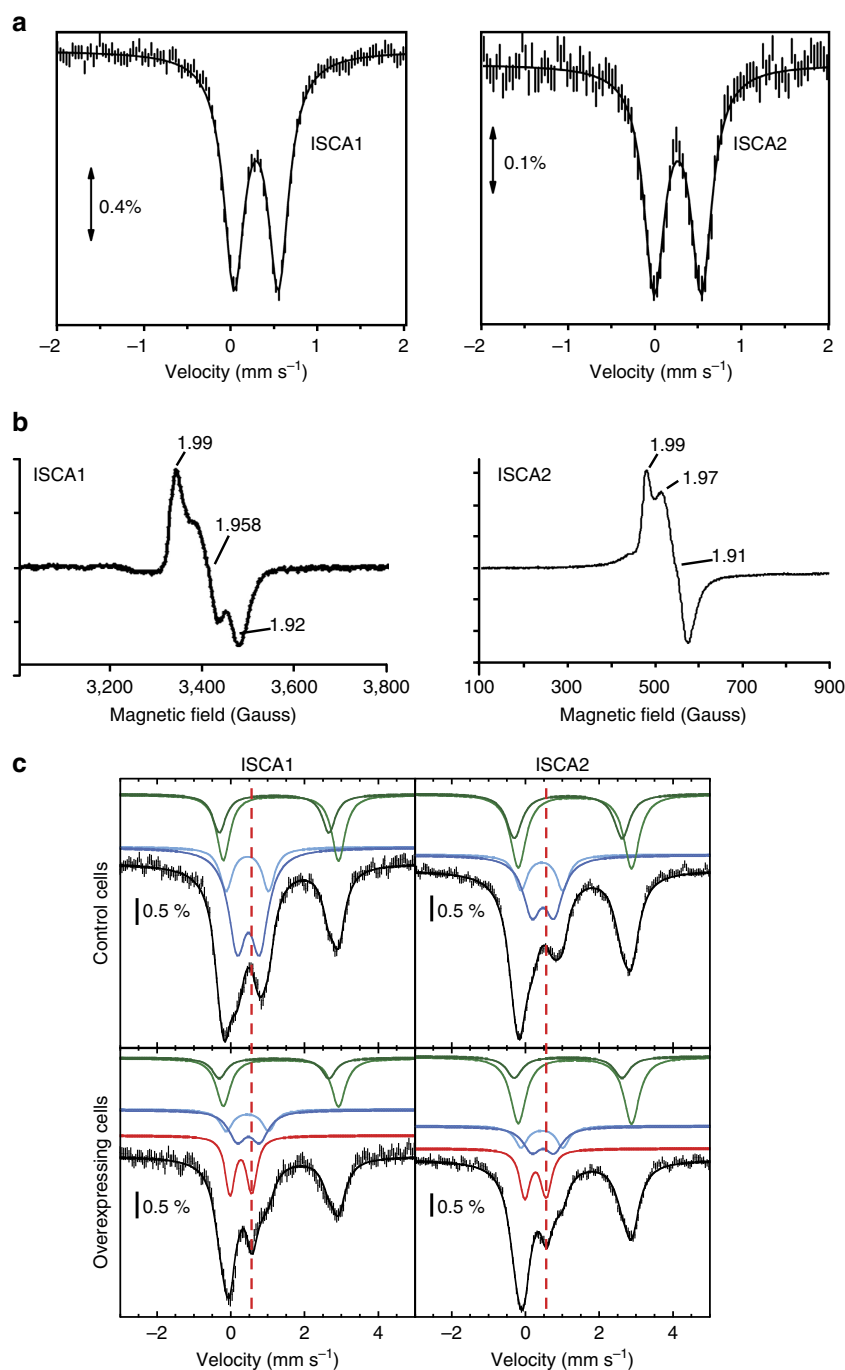 a
ISCA1
0.4%
−2 −1 0 1 2
Velocity (mm s−1)
ISCA2
0.1%
−2 −1 0 1 2
Velocity (mm s−1)
b
ISCA1
1.99
1.958
1.92
3,200 3,400 3,600 3,800
Magnetic field (Gauss)
ISCA2
1.99
1.97
1.91
100 300 500 700 900
Magnetic field (Gauss)
c
ISCA1
ISCA2
Control cells
0.5 %
0.5 %
Overexpressing cells
0.5 %
0.5 %
−2 0 2 4
−2 0 2 4
Velocity (mm s−1)
Velocity (mm s−1)